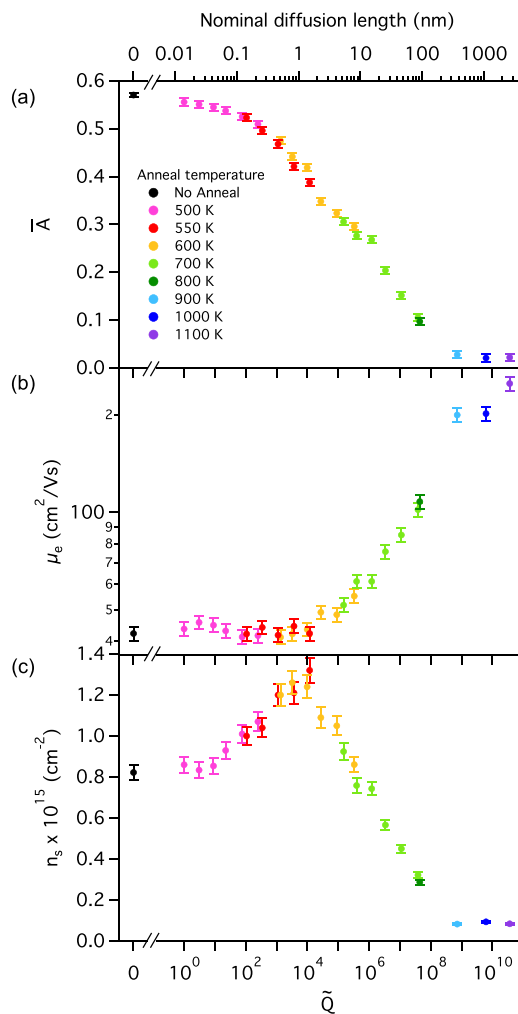 Nominal diffusion length (nm)
0 0.01 0.1 1 10 100 1000
(a)
0.6
0.5
0.4
0.3
0.2
0.1
0.0
A
Anneal temperature
No Anneal
500 K
550 K
600 K
700 K
800 K
900 K
1000 K
1100 K
(b)
2
100
9
8
7
6
5
4
μe (cm²/Vs)
(c)
1.4
1.2
1.0
0.8
0.6
0.4
0.2
0.0
ns x 10¹⁵ (cm⁻²)
0 10⁰ 10² 10⁴ 10⁶ 10⁸ 10¹⁰
Q̃